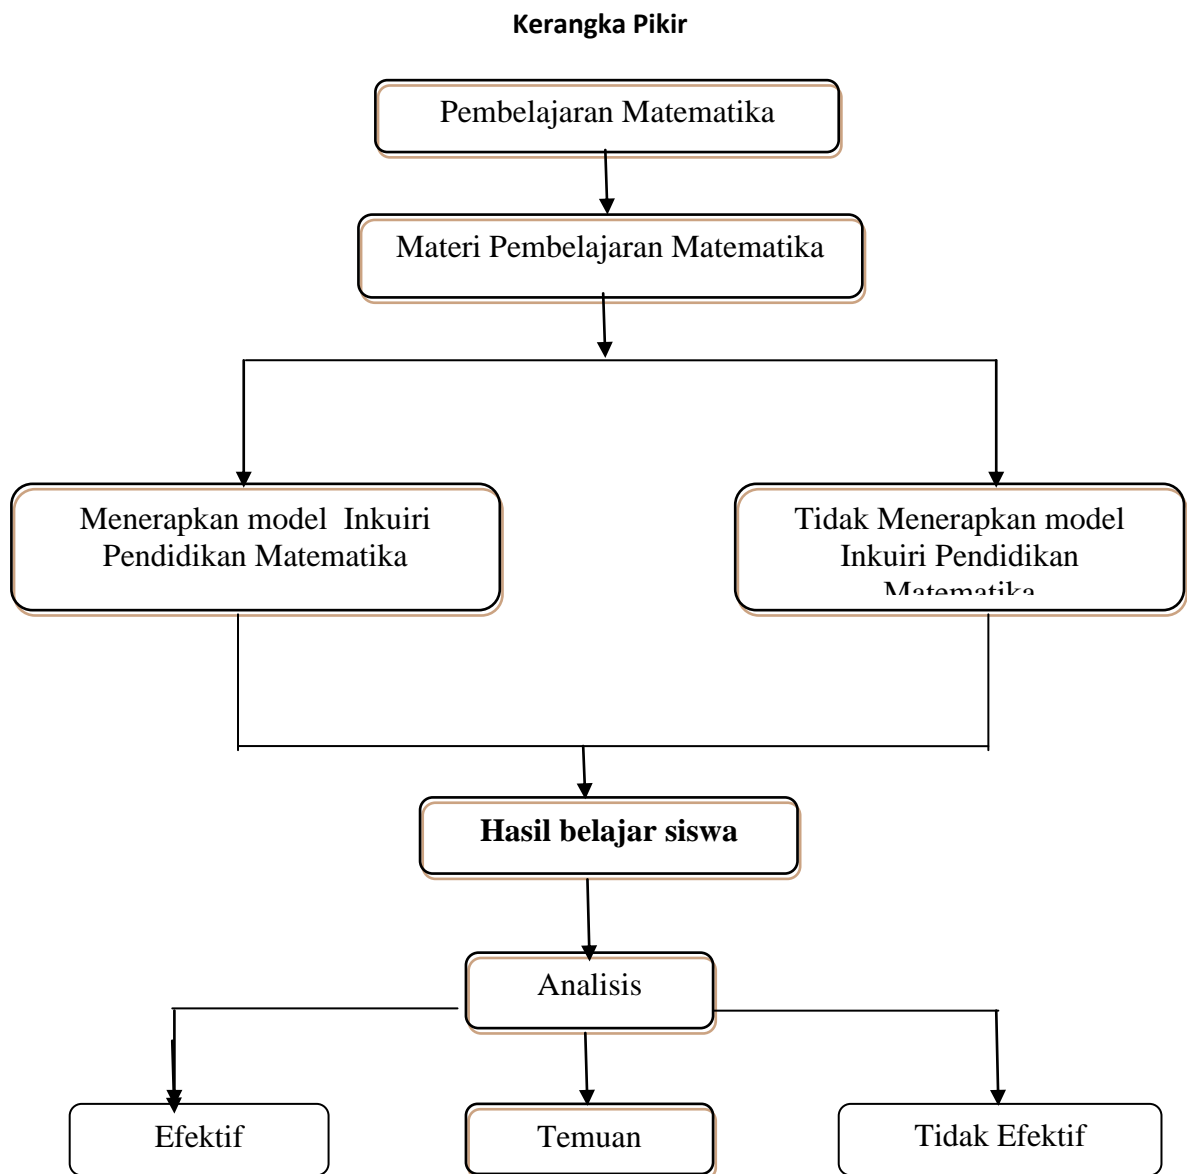 Kerangka Pikir
Pembelajaran Matematika
Materi Pembelajaran Matematika
Menerapkan model Inkuiri
Pendidikan Matematika
Tidak Menerapkan model
Inkuiri Pendidikan
Matematika
Hasil belajar siswa
Analisis
Efektif
Temuan
Tidak Efektif